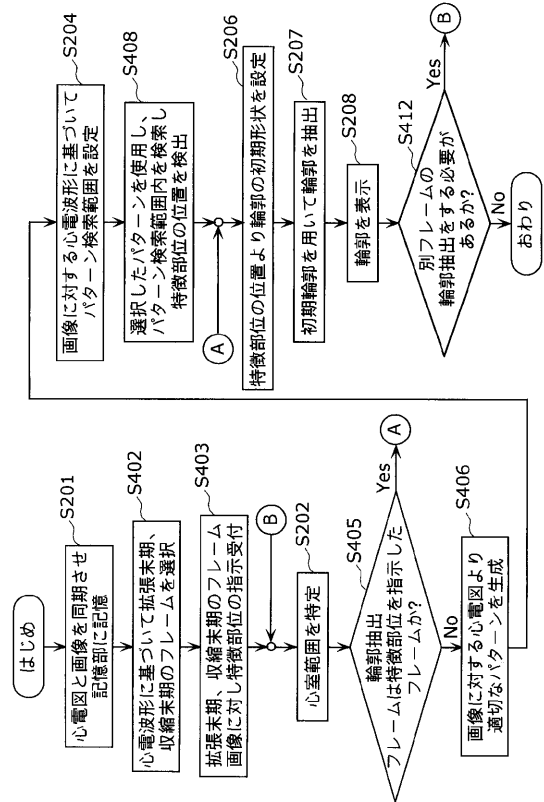 はじめ
S201
心電図と画像を同期させ
記憶部に記憶
S402
心電波形に基づいて拡張末期、
収縮末期のフレームを選択
S403
拡張末期、収縮末期のフレーム
画像に対し特徴部位の指示受付
B
S202
心室範囲を特定
S405
輪郭抽出
フレームは特徴部位を指示した
フレームか?
Yes
A
No
S406
画像に対する心電図より
適切なパターンを生成
S204
画像に対する心電波形に基づいて
パターン検索範囲を設定
S408
選択したパターンを使用し、
パターン検索範囲内を検索し
特徴部位の位置を検出
A
S206
特徴部位の位置より輪郭の初期形状を設定
S207
初期輪郭を用いて輪郭を抽出
S208
輪郭を表示
S412
別フレームの
輪郭抽出をする必要が
あるか?
Yes
B
No
おわり